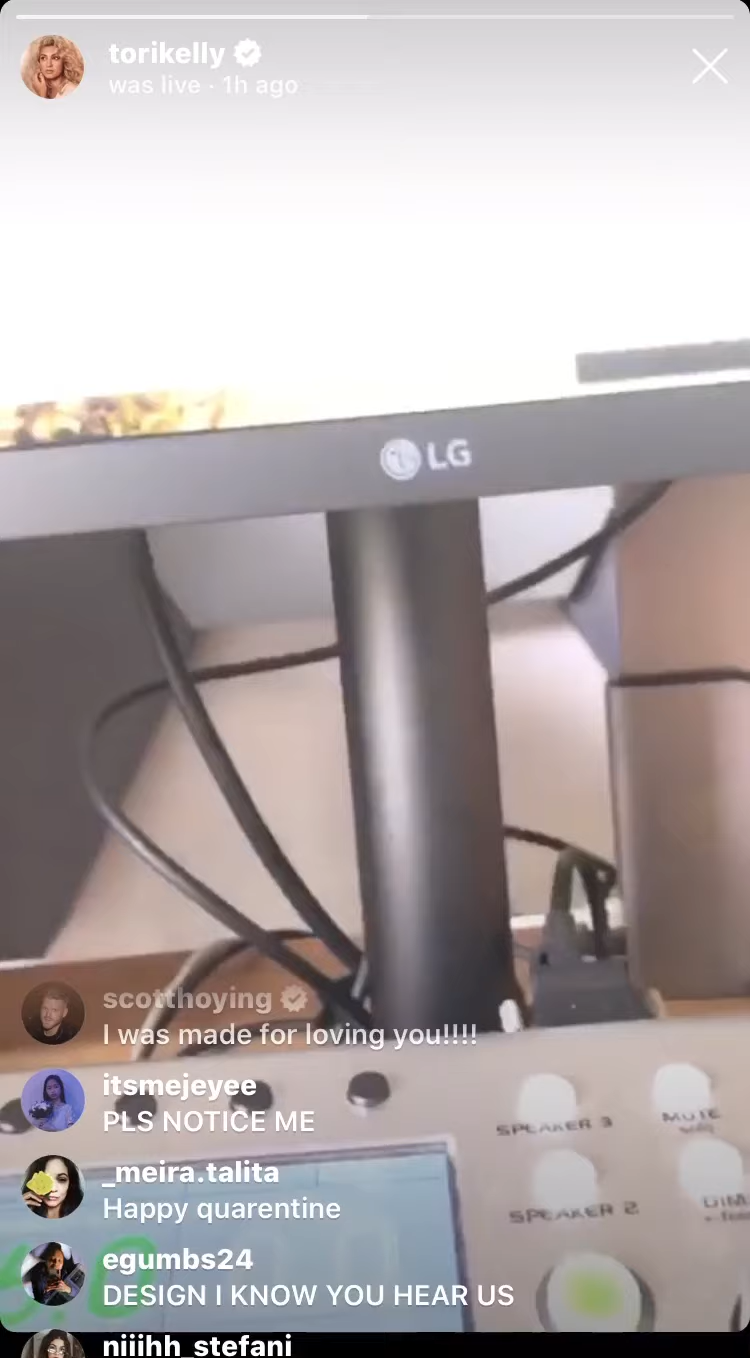 torikelly
was live · 1h ago
LG
scotthoying
I was made for loving you!!!!
itsmejeyee
PLS NOTICE ME
_meira.talita
Happy quarentine
egumbs24
DESIGN I KNOW YOU HEAR US
niiihh_stefani
SPEAKER 3
MUTE
SPEAKER 2
DIM